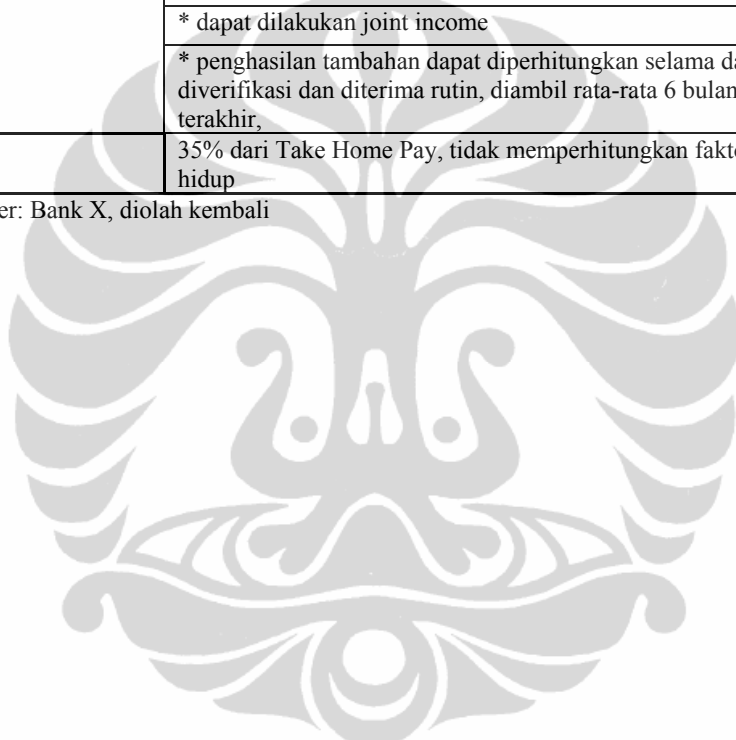 * dapat dilakukan joint income
* penghasilan tambahan dapat diperhitungkan selama da
diverifikasi dan diterima rutin, diambil rata-rata 6 bulan
terakhir,
35% dari Take Home Pay, tidak memperhitungkan fakto
hidup
er: Bank X, diolah kembali